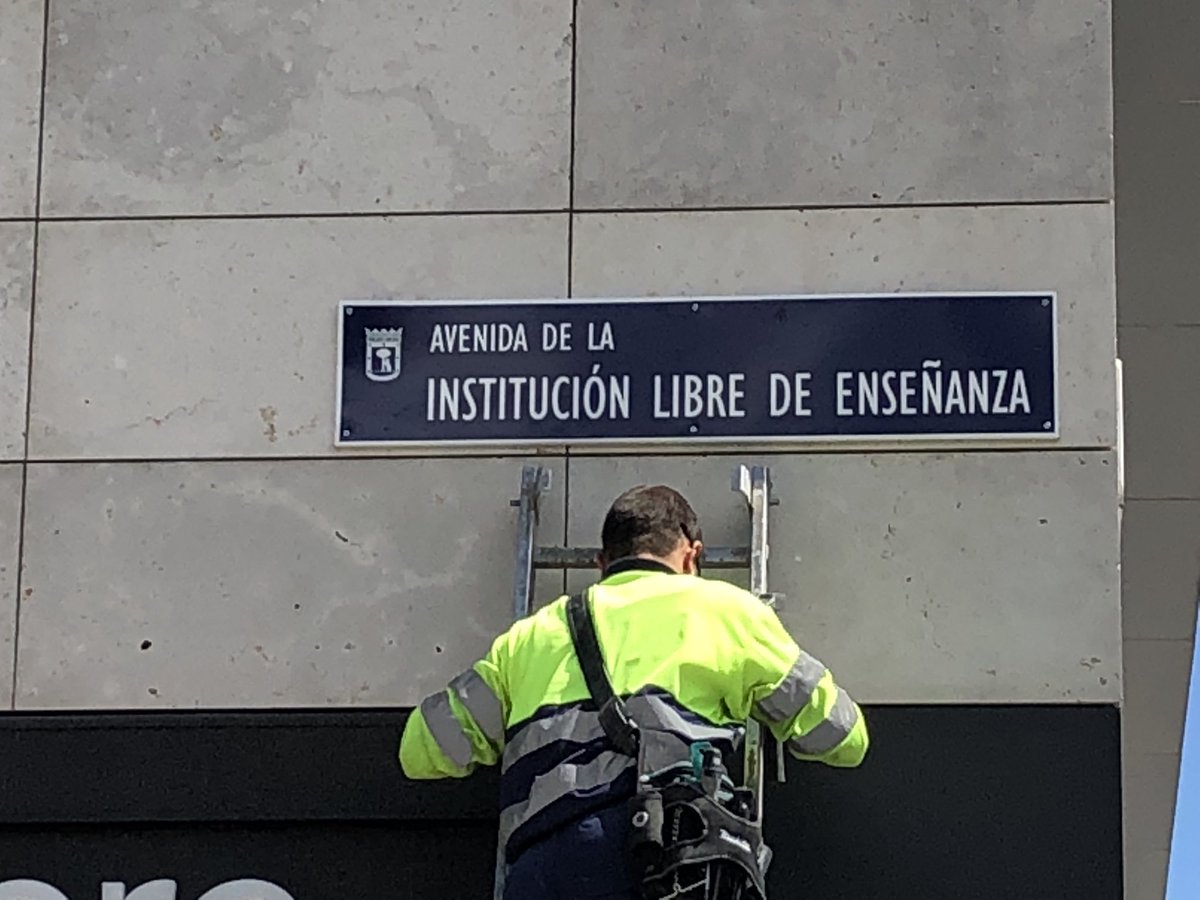 AVENIDA DE LA
INSTITUCIÓN LIBRE DE ENSEÑANZA